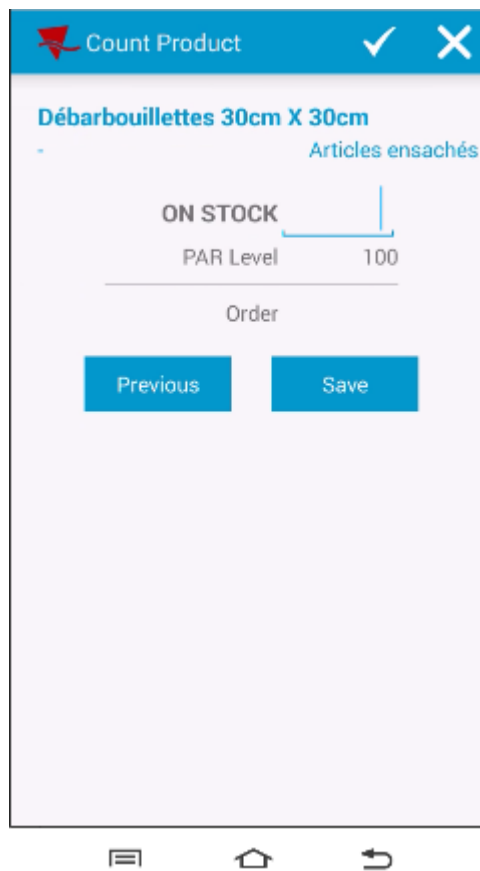 Count Product
Débarbouillettes 30cm X 30cm
-
Articles ensachés
ON STOCK
PAR Level 100
Order
Previous Save